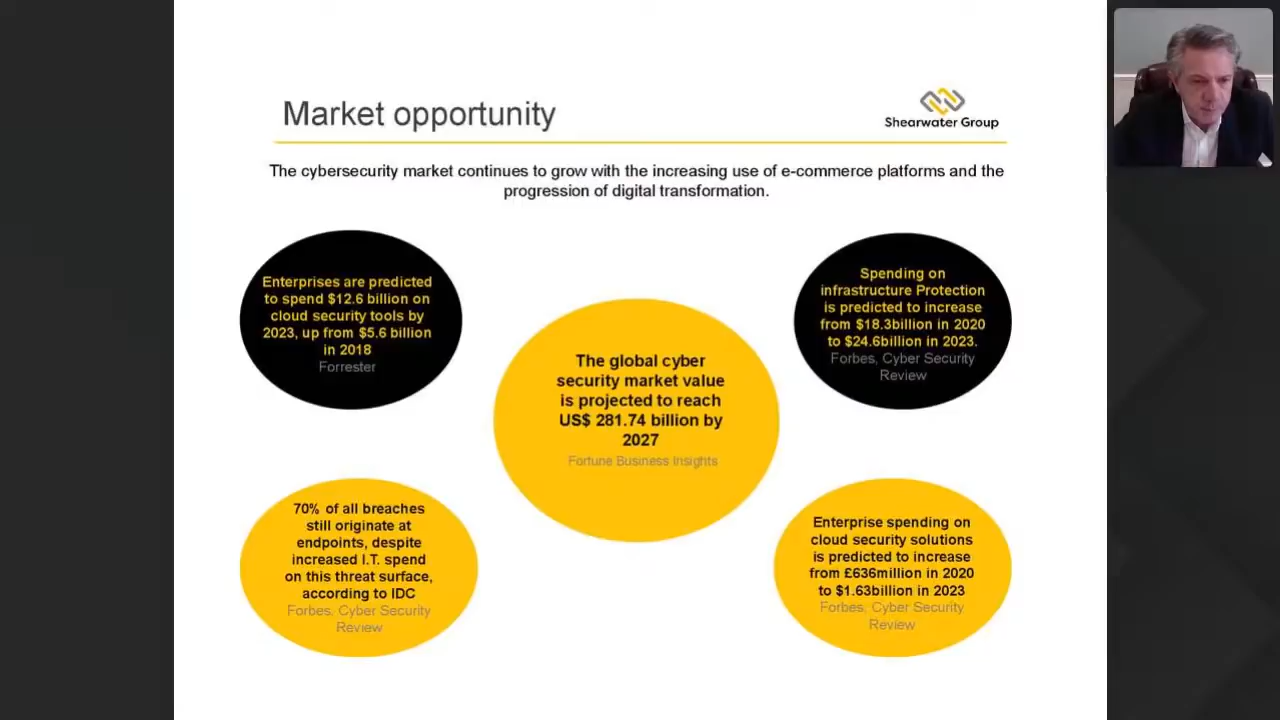 Market opportunity
Shearwater Group
The cybersecurity market continues to grow with the increasing use of e-commerce platforms and the
progression of digital transformation.
Enterprises are predicted
to spend $12.6 billion on
cloud security tools by
2023, up from $5.6 billion
in 2018
Forrester
Spending on
infrastructure Protection
is predicted to increase
from $18.3billion in 2020
to $24.6billion in 2023.
Forbes, Cyber Security
Review
The global cyber
security market value
is projected to reach
US$ 281.74 billion by
2027
Fortune Business Insights
70% of all breaches
still originate at
endpoints, despite
increased I.T. spend
on this threat surface,
according to IDC
Forbes, Cyber Security
Review
Enterprise spending on
cloud security solutions
is predicted to increase
from £636million in 2020
to $1.63billion in 2023
Forbes, Cyber Security
Review